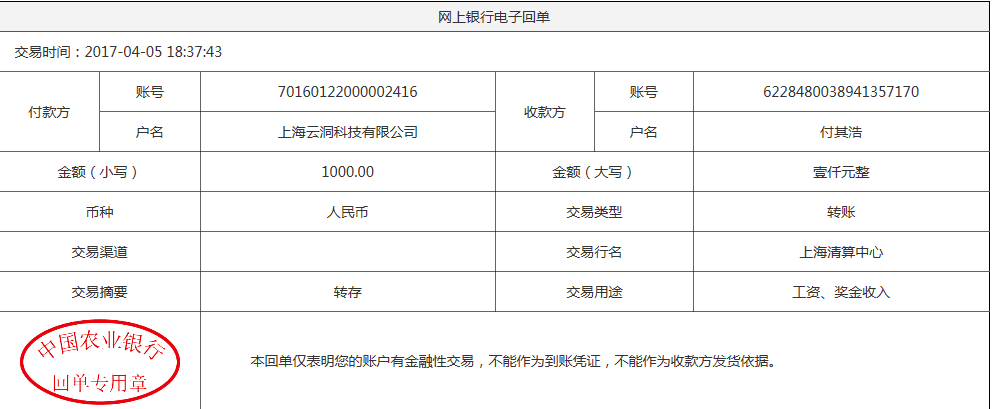 网上银行电子回单
交易时间：2017-04-05 18:37:43
付款方 账号 70160122000002416 收款方 账号 6228480038941357170
户名 上海云洞科技有限公司 户名 付其浩
金额（小写） 1000.00 金额（大写） 壹仟元整
币种 人民币 交易类型 转账
交易渠道 交易行名 上海清算中心
交易摘要 转存 交易用途 工资、奖金收入
中国农业银行
回单专用章
本回单仅表明您的账户有金融性交易，不能作为到账凭证，不能作为收款方发货依据。